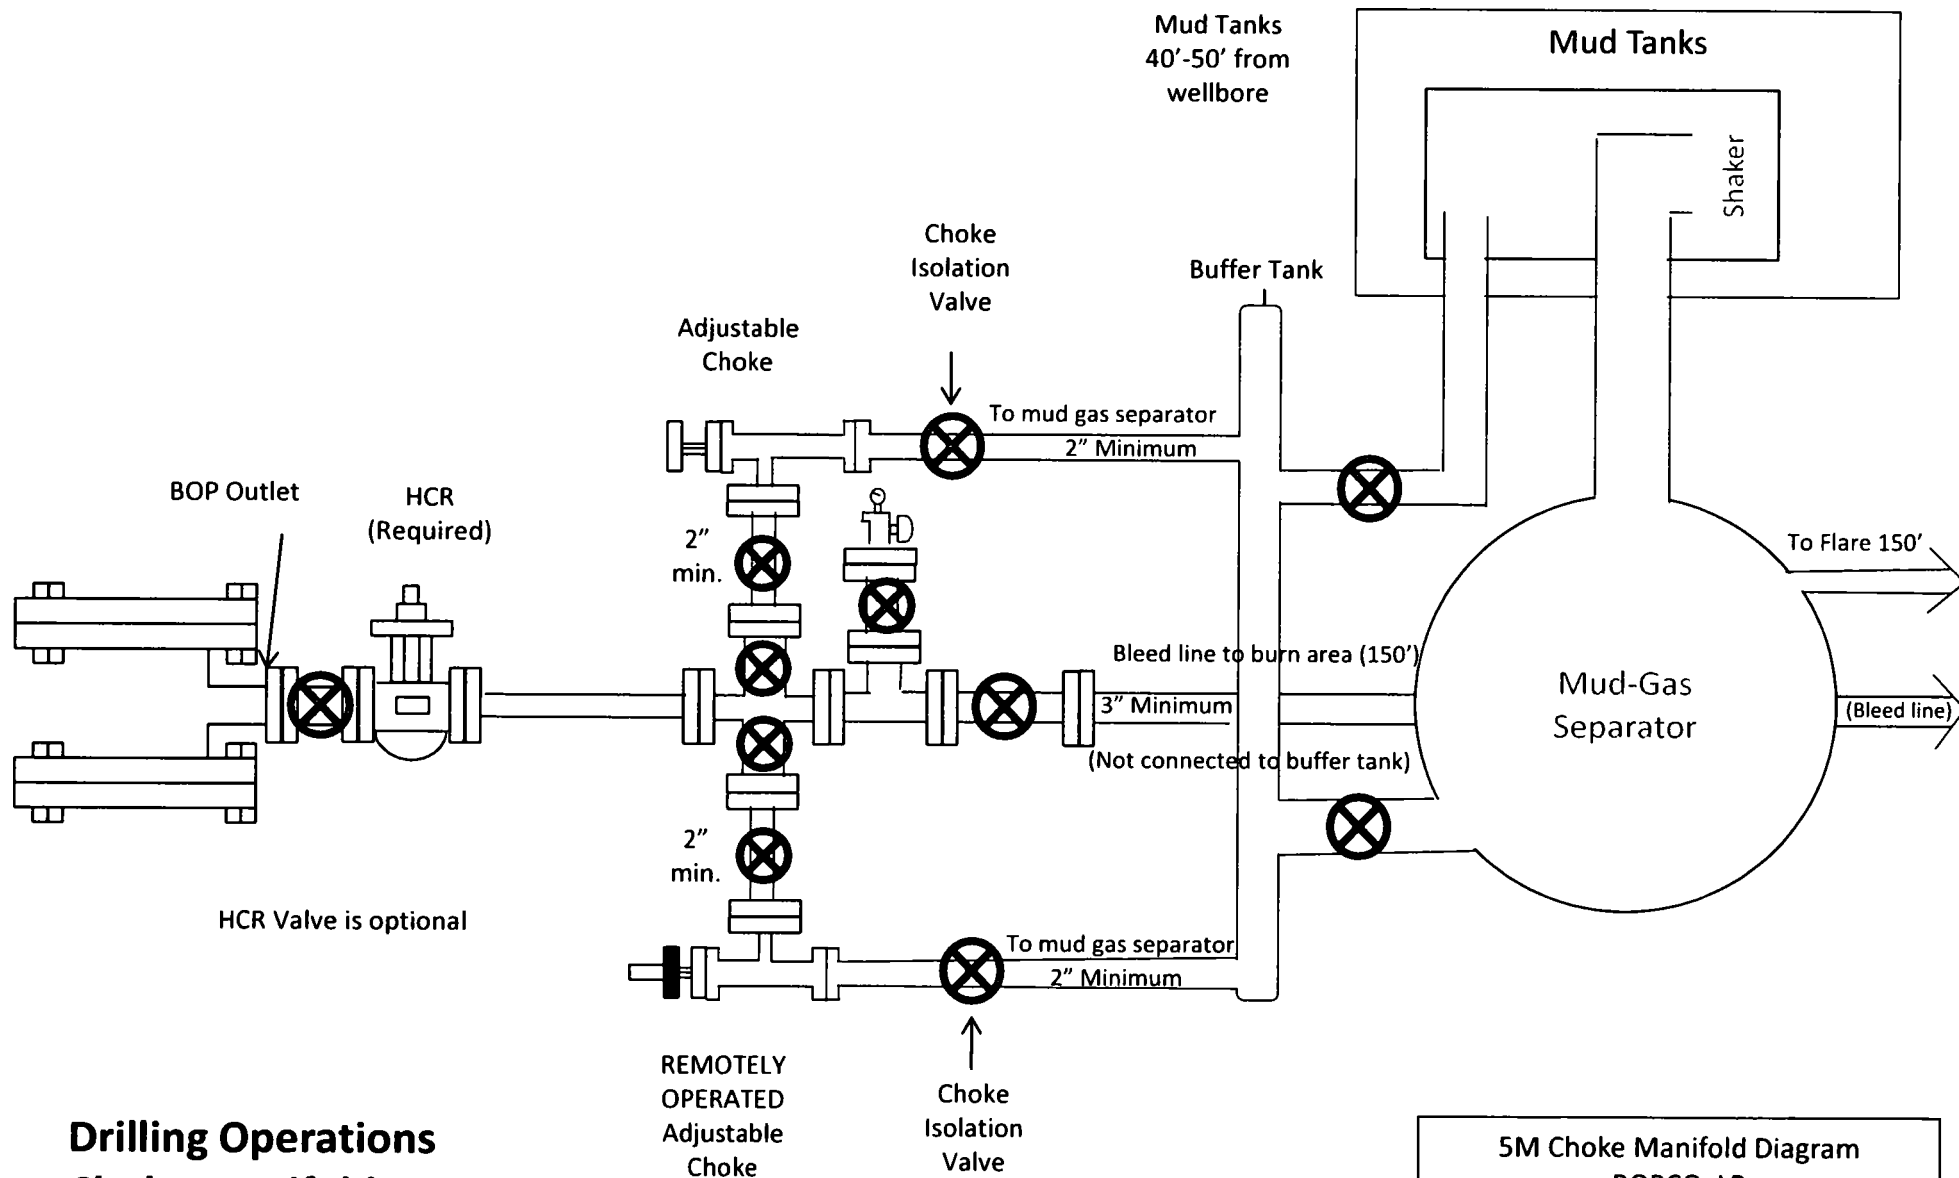 Mud Tanks
40'-50' from
wellbore
Mud Tanks
Shaker
Choke
Isolation
Valve
Buffer Tank
Adjustable
Choke
To mud gas separator
2” Minimum
BOP Outlet
HCR
(Required)
2”
min.
To Flare 150'
Bleed line to burn area (150')
3” Minimum
(Not connected to buffer tank)
Mud-Gas
Separator
(Bleed line)
2”
min.
HCR Valve is optional
To mud gas separator
2” Minimum
REMOTELY
OPERATED
Adjustable
Choke
Choke
Isolation
Valve
Drilling Operations
5M Choke Manifold Diagram